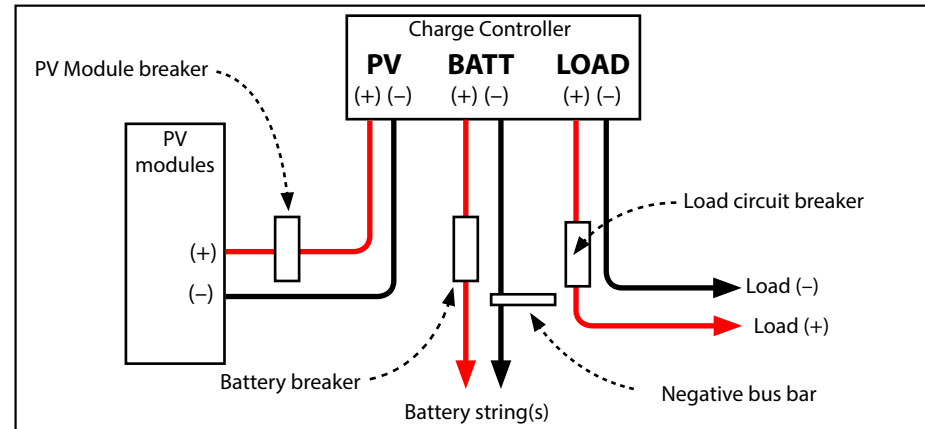 Charge Controller
PV BATT LOAD
(+) (–) (+) (–) (+) (–)
PV Module breaker
PV
modules
(+)
(–)
Load circuit breaker
Load (–)
Load (+)
Battery breaker
Negative bus bar
Battery string(s)